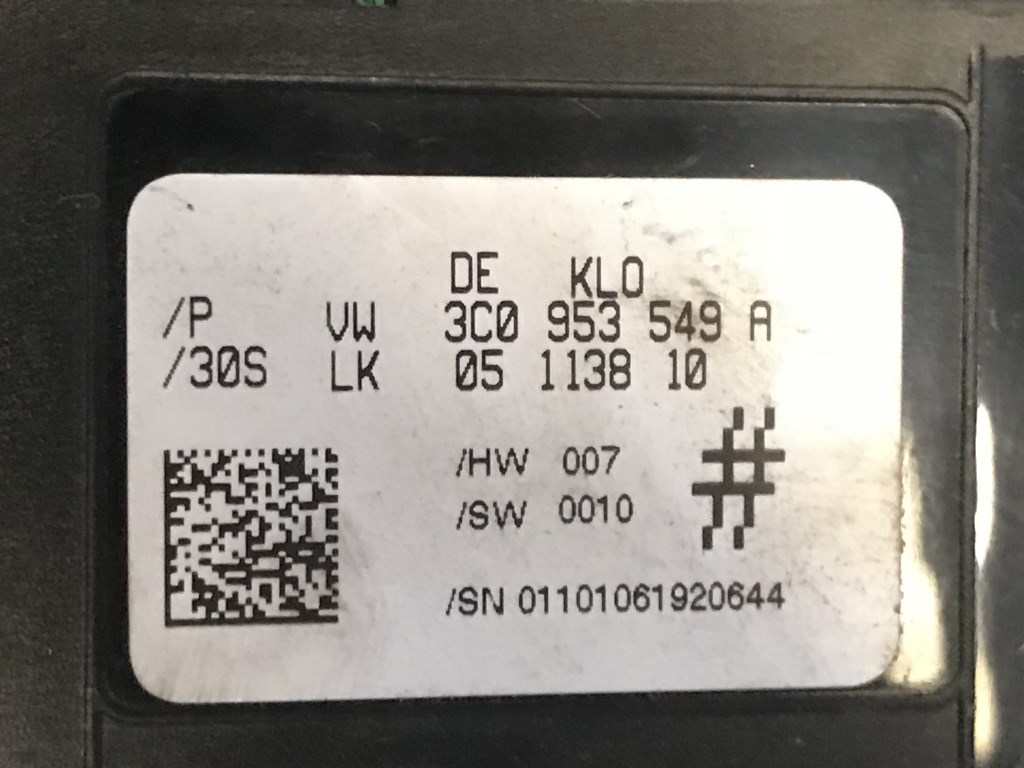 DE KLO
/P VW 3C0 953 549 A
/30S LK 05 1138 10
/HW 007
/SW 0010
#
/SN 01101061920644